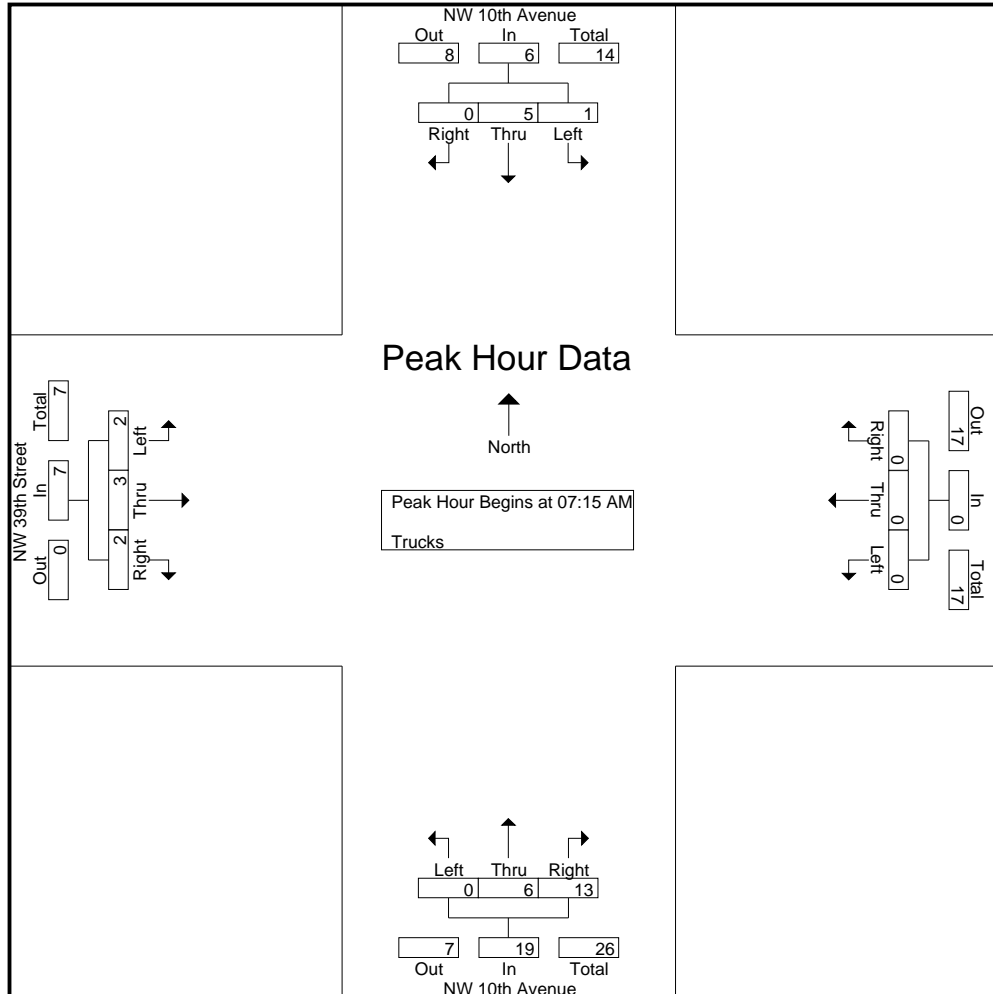 NW 10th Avenue
Out In Total
8 6 14
0 5 1
Right Thru Left
Peak Hour Data
North
Peak Hour Begins at 07:15 AM
Trucks
NW 39th Street
Out In Total
0 7 7
2 3 2
Left Thru Right
Out In Total
17 0 17
Right Thru Left
0 0 0
Left Thru Right
0 6 13
7 19 26
Out In Total
NW 10th Avenue